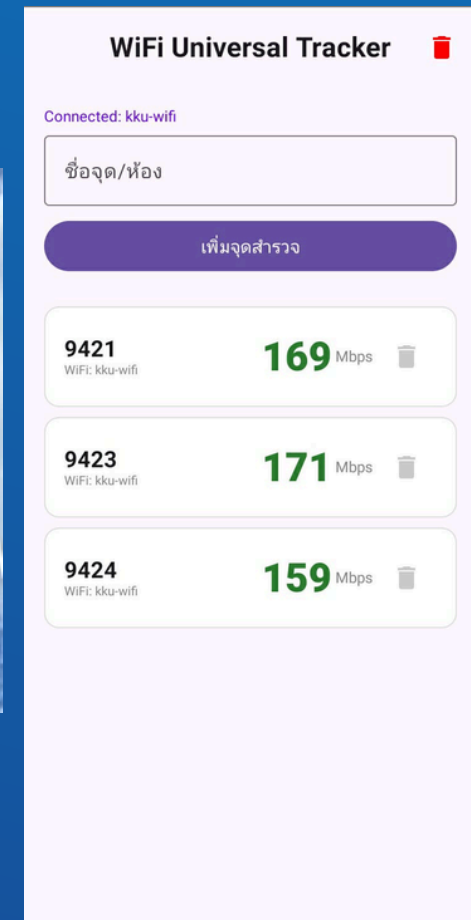 WiFi Universal Tracker
Connected: kku-wifi
ชื่อจุด/ห้อง
เพิ่มจุดสำรวจ
9421
169 Mbps
WiFi: kku-wifi
9423
171 Mbps
WiFi: kku-wifi
9424
159 Mbps
WiFi: kku-wifi